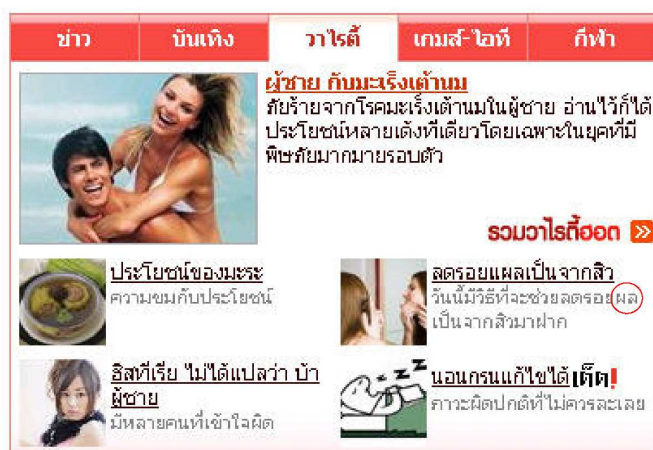 ข่าว บันเทิง วาไรตี้ เกมส์-ไอที กีฬา
ผู้ชาย กับมะเร็งเต้านม
ภัยร้ายจากโรคมะเร็งเต้านมในผู้ชาย อ่านไว้ก็ได้
ประโยชน์หลายเด้งทีเดียวโดยเฉพาะในยุคที่มี
พิษภัยมากมายรอบตัว
รวมวาไรตี้ฮอต
ประโยชน์ของมะระ
ความขมกับประโยชน์
ลดรอยแผลเป็นจากสิว
วันนี้มีวิธีที่จะช่วยลดรอยผล
เป็นจากสิวมาฝาก
ฮิสทีเรีย ไม่ได้แปลว่า บ้า
ผู้ชาย
มีหลายคนที่เข้าใจผิด
นอนกรนแก้ไขได้ เด็ด!
ภาวะผิดปกติที่ไม่ควรละเลย